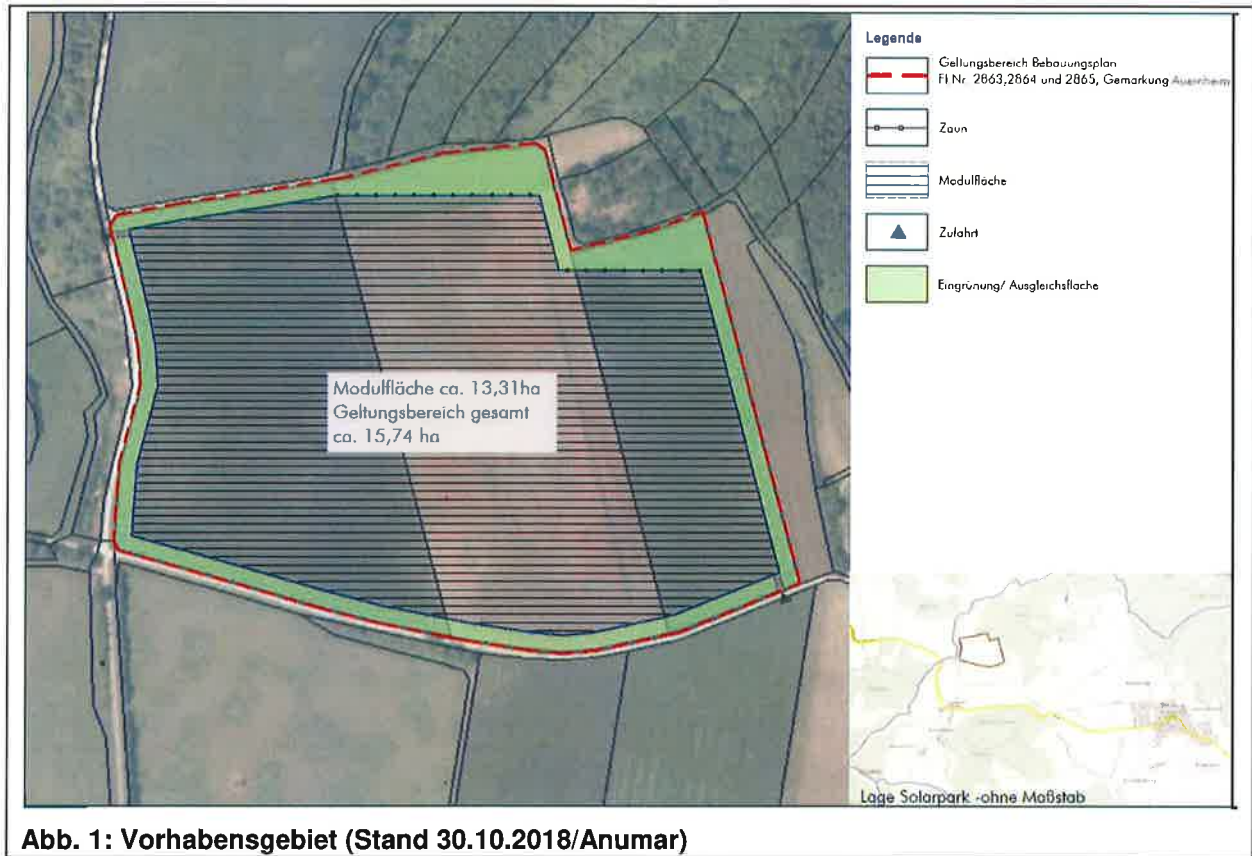 Legende
Geltungsbereich Bebauungsplan
Fl.Nr. 2863,2864 und 2865, Gemarkung Auernheim
Zaun
Modulfläche
Zufahrt
Eingrünung/ Ausgleichsfläche
Modulfläche ca. 13,31ha
Geltungsbereich gesamt
ca. 15,74 ha
Lage Solarpark -ohne Maßstab
Abb. 1: Vorhabensgebiet (Stand 30.10.2018/Anumar)